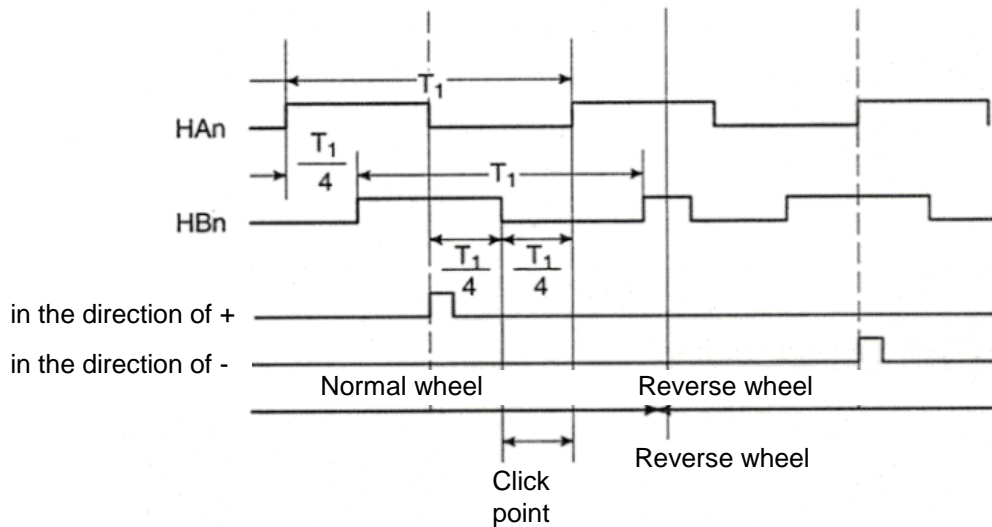 T1
HAn
T1
4
T1
HBn
T1 T1
4 4
in the direction of +
in the direction of -
Normal wheel Reverse wheel
Reverse wheel
Click
point